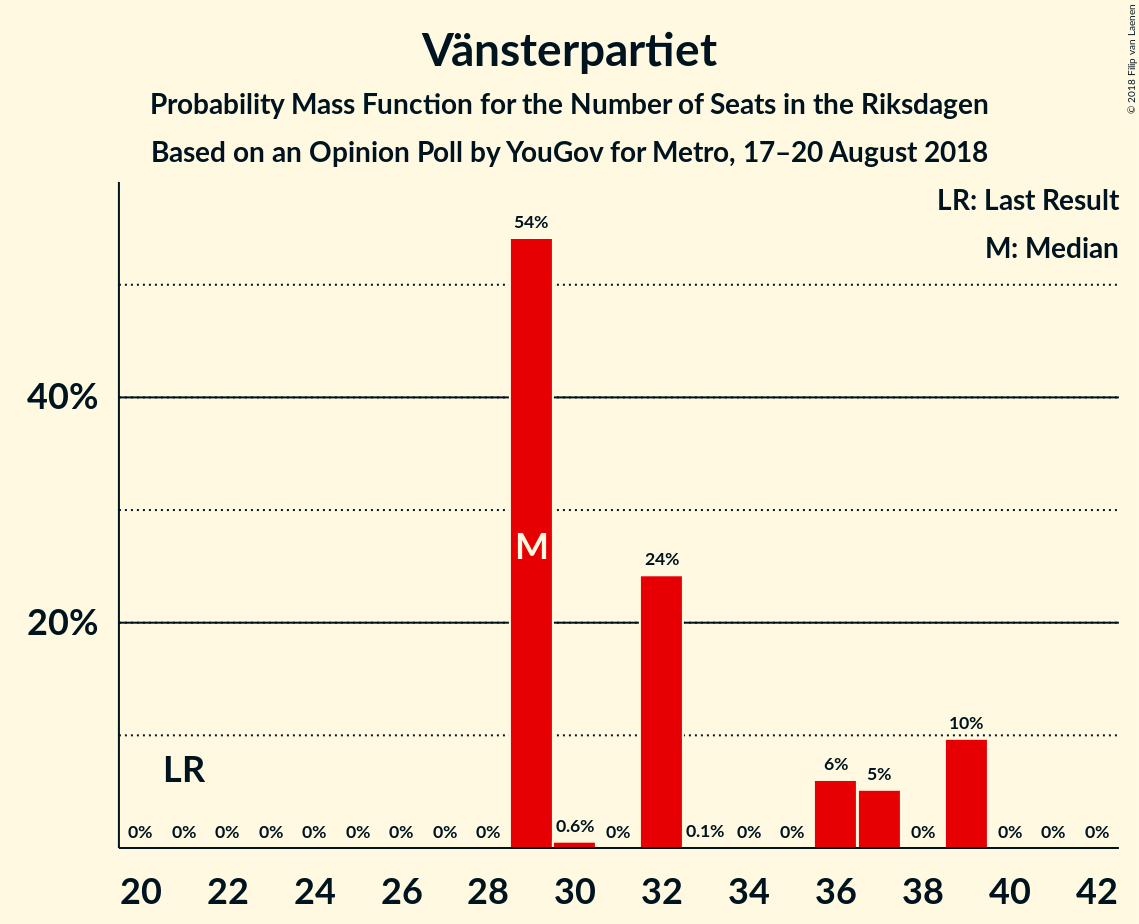 Vänsterpartiet
Probability Mass Function for the Number of Seats in the Riksdagen
Based on an Opinion Poll by YouGov for Metro, 17–20 August 2018
© 2018 Filip van Laenen
LR: Last Result
M: Median
40%
20%
54%
M
24%
10%
6%
5%
LR
0% 0% 0% 0% 0% 0% 0% 0% 0% 0.6% 0% 0.1% 0% 0% 0% 0% 0% 0%
20 22 24 26 28 30 32 34 36 38 40 42